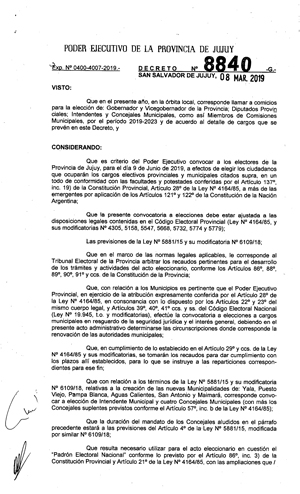 PODER EJECUTIVO DE LA PROVINCIA DE JUJUY
Exp. Nº 0400-4007-2019.- DECRETO Nº 8840 -G.-
SAN SALVADOR DE JUJUY, 08 MAR. 2019
VISTO:
Que en el presente año, en la órbita local, corresponde llamar a comicios
para la elección de: Gobernador y Vicegobernador de la Provincia; Diputados Provin-
ciales; Intendentes y Concejales Municipales, como así Miembros de Comisiones
Municipales, por el período 2019-2023 y de acuerdo al detalle de cargos que se
prevén en este Decreto, y
CONSIDERANDO:
Que es criterio del Poder Ejecutivo convocar a los electores de la
Provincia de Jujuy, para el día 9 de Junio de 2019, a efectos de elegir los ciudadanos
que ocuparán los cargos electivos provinciales y municipales citados supra, en un
todo de conformidad con las facultades y potestades conferidas por el Artículo 137º,
inc. 19) de la Constitución Provincial, Artículo 28º de la Ley Nº 4164/85, a más de las
emergentes por aplicación de los Artículos 121º y 122º de la Constitución de la Nación
Argentina;
Que la presente convocatoria a elecciones debe estar ajustada a las
disposiciones legales contenidas en el Código Electoral Provincial (Ley Nº 4164/85, y
sus modificatorias Nº 4305, 5158, 5547, 5668, 5732, 5774 y 5779);
Las previsiones de la Ley Nº 5881/15 y su modificatoria Nº 6109/18;
Que en el marco de las normas legales aplicables, le corresponde al
Tribunal Electoral de la Provincia arbitrar los recaudos pertinentes para el desarrollo
de los trámites y actividades del acto eleccionario, conforme los Artículos 86º, 88º,
89º, 90º, 91º y ccs. de la Constitución de la Provincia;
Que, con relación a los Municipios es pertinente que el Poder Ejecutivo
Provincial, en ejercicio de la atribución expresamente conferida por el Artículo 28º de
la Ley Nº 4164/85, en consonancia con lo dispuesto por los Artículos 22º y 23º del
mismo cuerpo legal, y Artículos 39º, 40º, 41º ccs. y ss. del Código Electoral Nacional
(Ley Nº 19.945, t.o. y modificatorias), efectúe la convocatoria a elecciones a cargos
municipales en resguardo de la seguridad jurídica y el interés general, debiendo en el
presente acto administrativo determinarse las circunscripciones donde corresponde la
renovación de las autoridades municipales;
Que, en cumplimiento de lo establecido en el Artículo 29º y ccs. de la
Ley Nº 4164/85 y sus modificatorias, se tomarán los recaudos para dar cumplimiento
con los plazos allí establecidos, para lo que se instruye a las reparticiones correspon-
dientes para ese fin;
Que con relación a los términos de la Ley Nº 5881/15 y su modificatoria
Nº 6109/18, relativas a la creación de las nuevas Municipalidades de: Yala, Puesto
Viejo, Pampa Blanca, Aguas Calientes, San Antonio y Maimará, corresponde convo-
car a elección de Intendente Municipal y cuatro Concejales Municipales (con más los
Concejales suplentes previstos conforme el Artículo 57º, inc. b de la Ley Nº 4164/85);
Que la duración del mandato de los Concejales aludidos en el párrafo
precedente estará a las previsiones del Artículo 4º de la Ley Nº 5881/15, modificada
por similar Nº 6109/18;
Que resulta necesario utilizar para el acto eleccionario en cuestión el
"Padrón Electoral Nacional" conforme lo previsto por el Artículo 86º, inc. 3) de la
Constitución Provincial y Artículo 21º de la Ley Nº 4164/85, con las ampliaciones que /